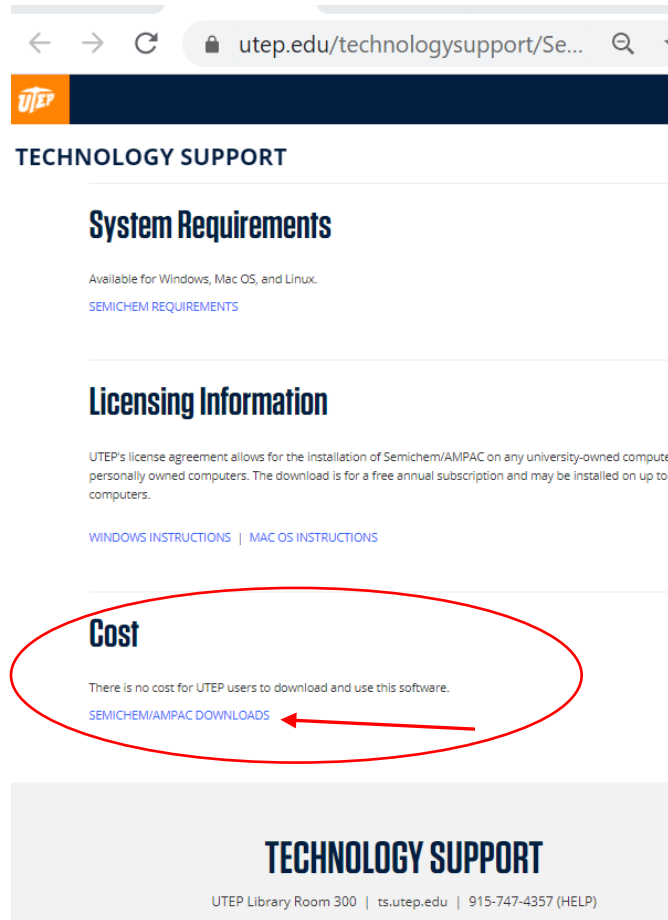 utep.edu/technologysupport/Se...
UTEP
TECHNOLOGY SUPPORT
System Requirements
Available for Windows, Mac OS, and Linux.
SEMICHEM REQUIREMENTS
Licensing Information
UTEP's license agreement allows for the installation of Semichem/AMPAC on any university-owned compute
personally owned computers. The download is for a free annual subscription and may be installed on up to
computers.
WINDOWS INSTRUCTIONS | MAC OS INSTRUCTIONS
Cost
There is no cost for UTEP users to download and use this software.
SEMICHEM/AMPAC DOWNLOADS
TECHNOLOGY SUPPORT
UTEP Library Room 300 | ts.utep.edu | 915-747-4357 (HELP)